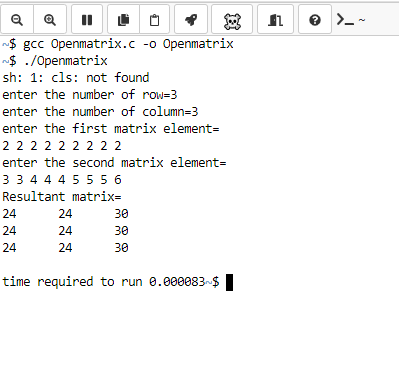 >_ ~
~$ gcc Openmatrix.c -o Openmatrix
~$ ./Openmatrix
sh: 1: cls: not found
enter the number of row=3
enter the number of column=3
enter the first matrix element=
2 2 2 2 2 2 2 2 2
enter the second matrix element=
3 3 4 4 4 5 5 5 6
Resultant matrix=
24 24 30
24 24 30
24 24 30
time required to run 0.000083~$